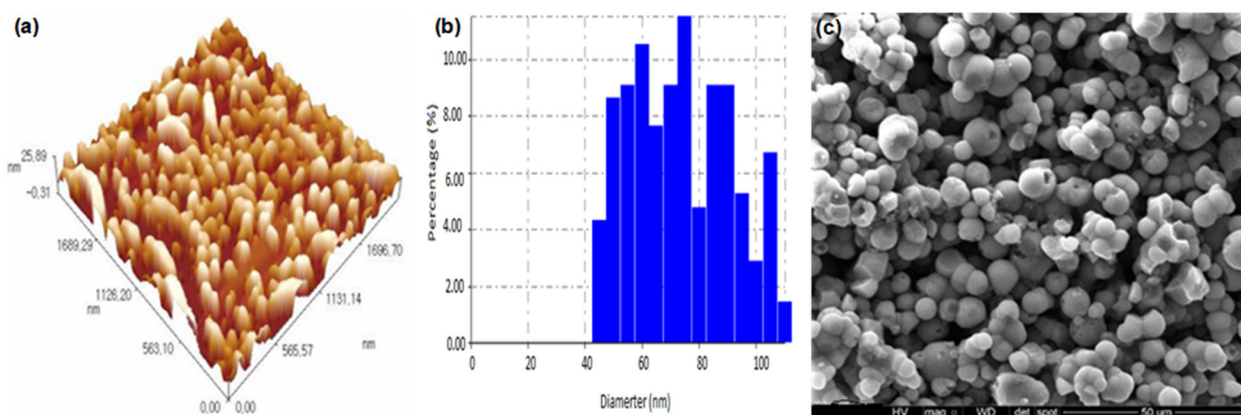 (a)
25,89
nm
−0,31
1689,29
1126,20
nm
563,10
0,00
0,00
565,57
1131,14
nm
1696,70
(b)
10.00
8.00
6.00
4.00
2.00
0.00
Percentage (%)
0
20
40
60
80
100
Diamerter (nm)
(c)
HV mag WD det spot 50 µm